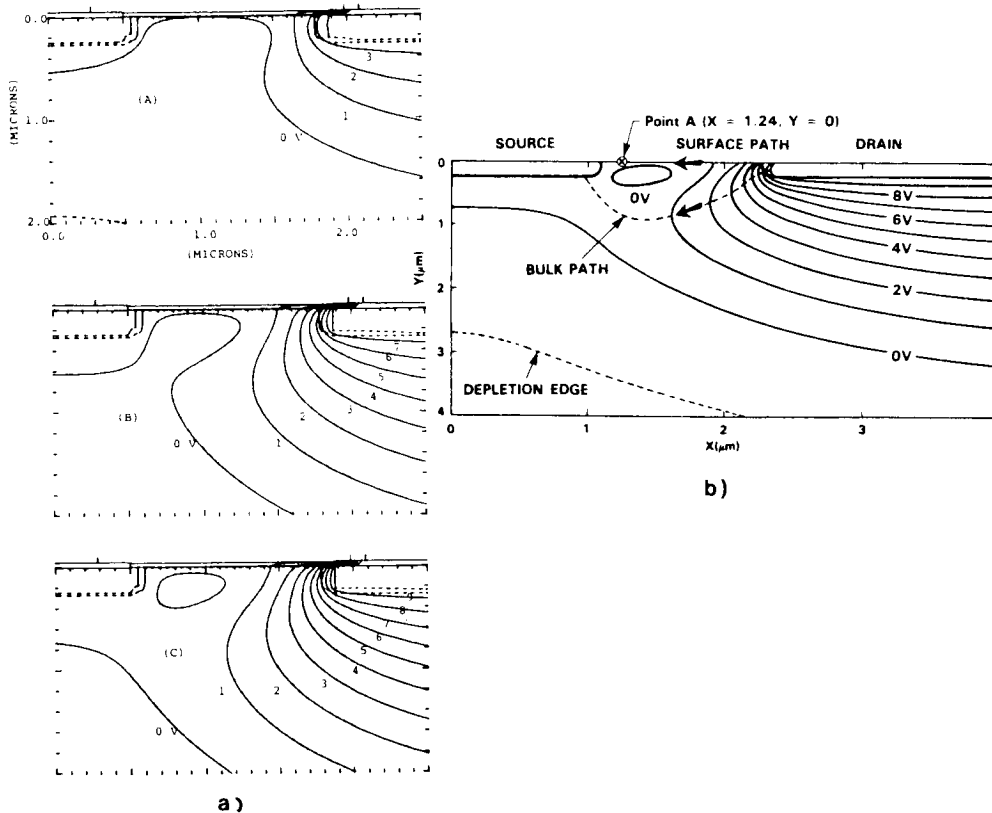 0.0
(MICRONS)
1.0
2.0
0.0
1.0
2.0
(MICRONS)
(A)
0 V
1
2
3
(B)
0 V
1
2
3
4
5
6
7
(C)
0 V
1
2
3
4
5
6
7
8
9
a)
Point A (X = 1.24, Y = 0)
SOURCE
SURFACE PATH
DRAIN
0
1
2
3
4
Y(μm)
0V
BULK PATH
DEPLETION EDGE
8V
6V
4V
2V
0V
0
1
2
3
X(μm)
b)